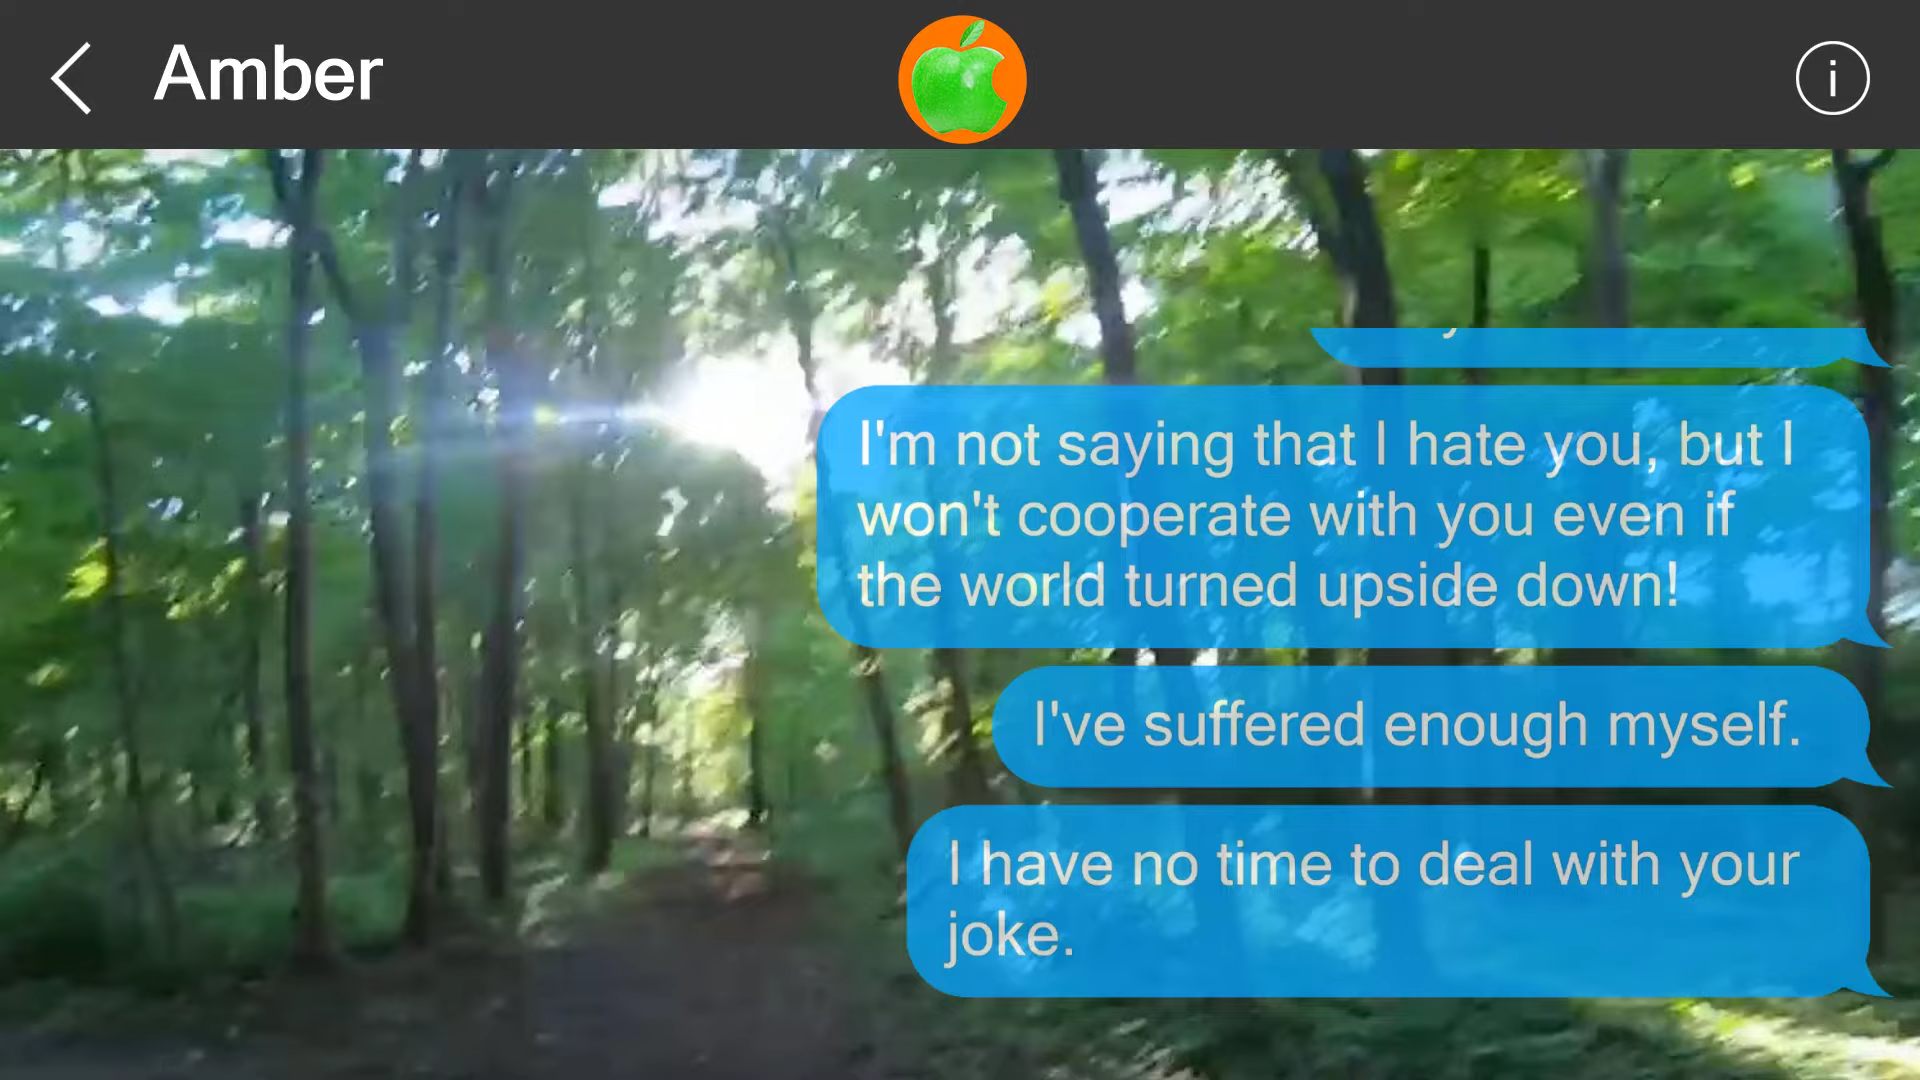 Amber
I'm not saying that I hate you, but I
won't cooperate with you even if
the world turned upside down!
I've suffered enough myself.
I have no time to deal with your
joke.